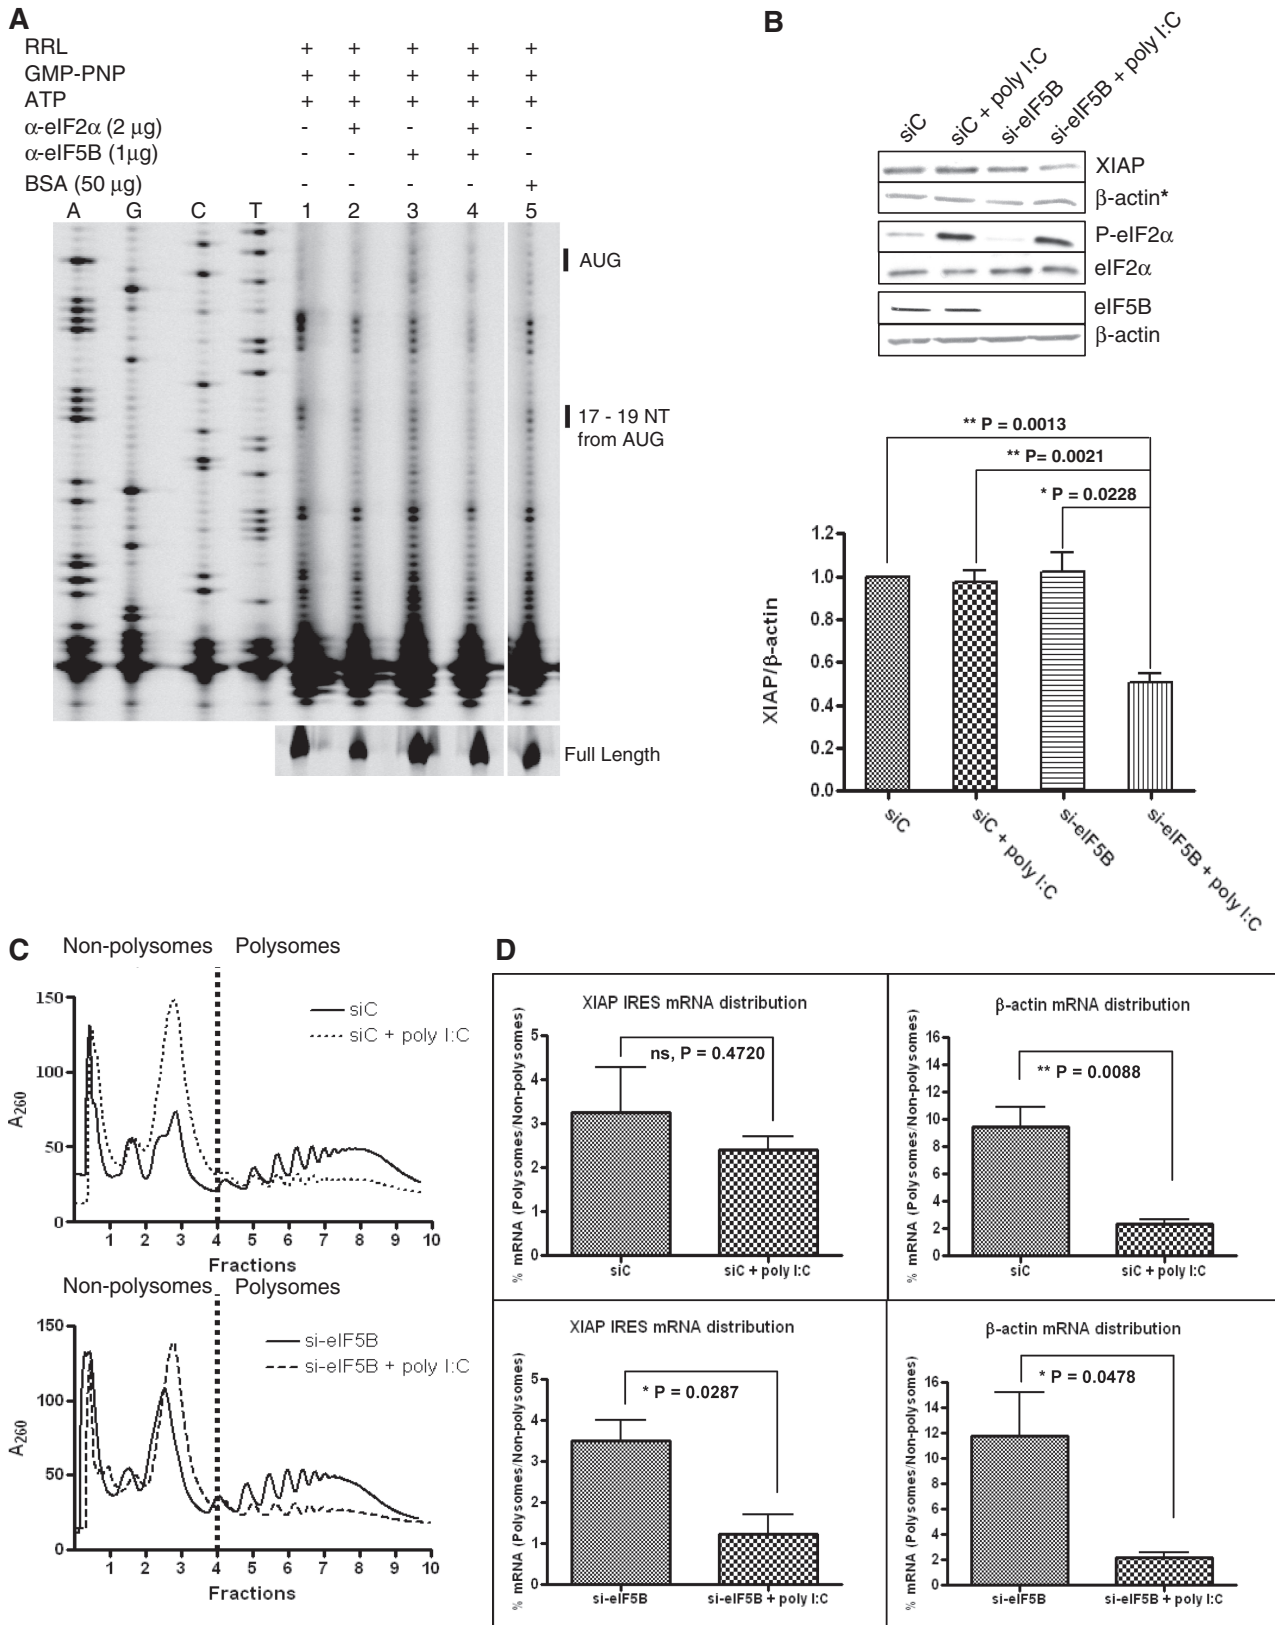 A
RRL + + + + +
GMP-PNP + + + + +
ATP + + + + +
α-eIF2α (2 µg) - + - + -
α-eIF5B (1µg) - - + + -
BSA (50 µg) - - - - +
A G C T 1 2 3 4 5
AUG
17 - 19 NT
from AUG
Full Length
B
siC
siC + poly I:C
si-eIF5B
si-eIF5B + poly I:C
XIAP
β-actin*
P-eIF2α
eIF2α
eIF5B
β-actin
** P = 0.0013
** P= 0.0021
* P = 0.0228
XIAP/β-actin
1.2
1.0
0.8
0.6
0.4
0.2
0.0
siC
siC + poly I:C
si-eIF5B
si-eIF5B + poly I:C
C
Non-polysomes Polysomes
siC
siC + poly I:C
A260
150
100
50
0
1 2 3 4 5 6 7 8 9 10
Fractions
Non-polysomes Polysomes
si-eIF5B
si-eIF5B + poly I:C
A260
150
100
50
0
1 2 3 4 5 6 7 8 9 10
Fractions
D
XIAP IRES mRNA distribution
ns, P = 0.4720
% mRNA (Polysomes/Non-polysomes)
5
4
3
2
1
0
siC siC + poly I:C
β-actin mRNA distribution
** P = 0.0088
% mRNA (Polysomes/Non-polysomes)
16
14
12
10
8
6
4
2
0
siC siC + poly I:C
XIAP IRES mRNA distribution
* P = 0.0287
% mRNA (Polysomes/Non-polysomes)
5
4
3
2
1
0
si-eIF5B si-eIF5B + poly I:C
β-actin mRNA distribution
* P = 0.0478
% mRNA (Polysomes/Non-polysomes)
16
14
12
10
8
6
4
2
0
si-eIF5B si-eIF5B + poly I:C